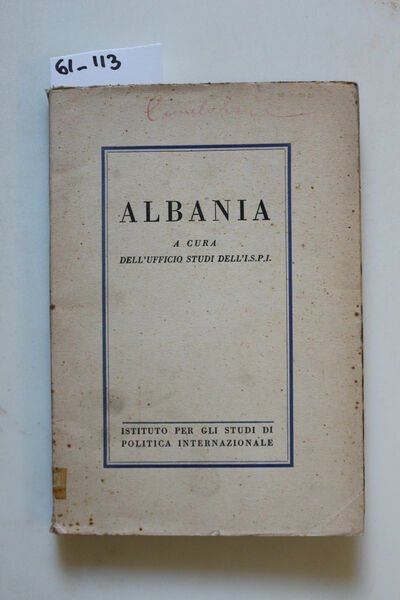 61-113
ALBANIA
A CURA
DELL'UFFICIO STUDI DELL'I.S.P.I.
ISTITUTO PER GLI STUDI DI
POLITICA INTERNAZIONALE